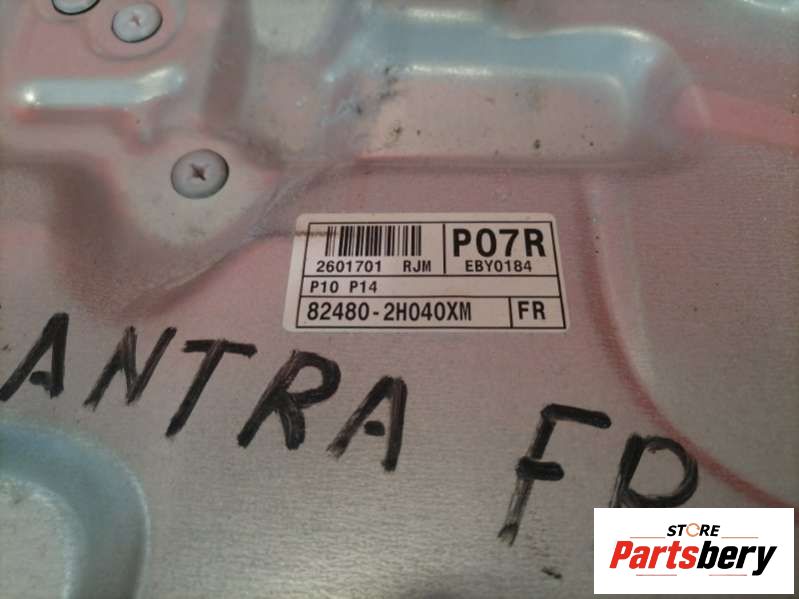 P07R
2601701 RJM EBY0184
P10 P14
82480-2H040XM FR
ANTRA FR
STORE
Partsbery